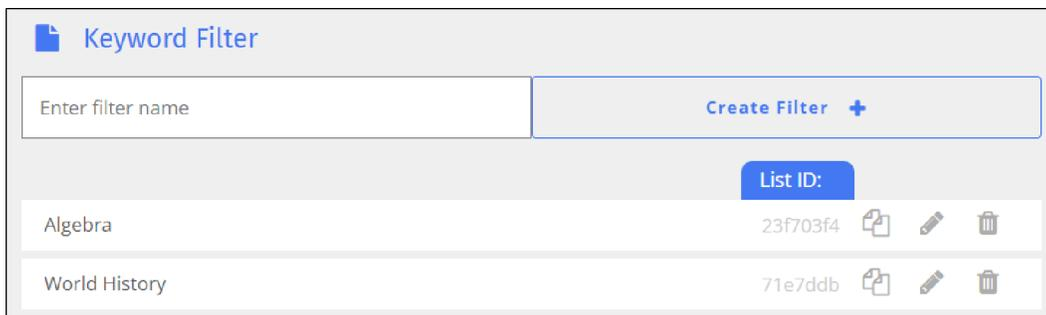 Keyword Filter
Enter filter name
Create Filter
List ID:
Algebra 23f703f4
World History 71e7ddb